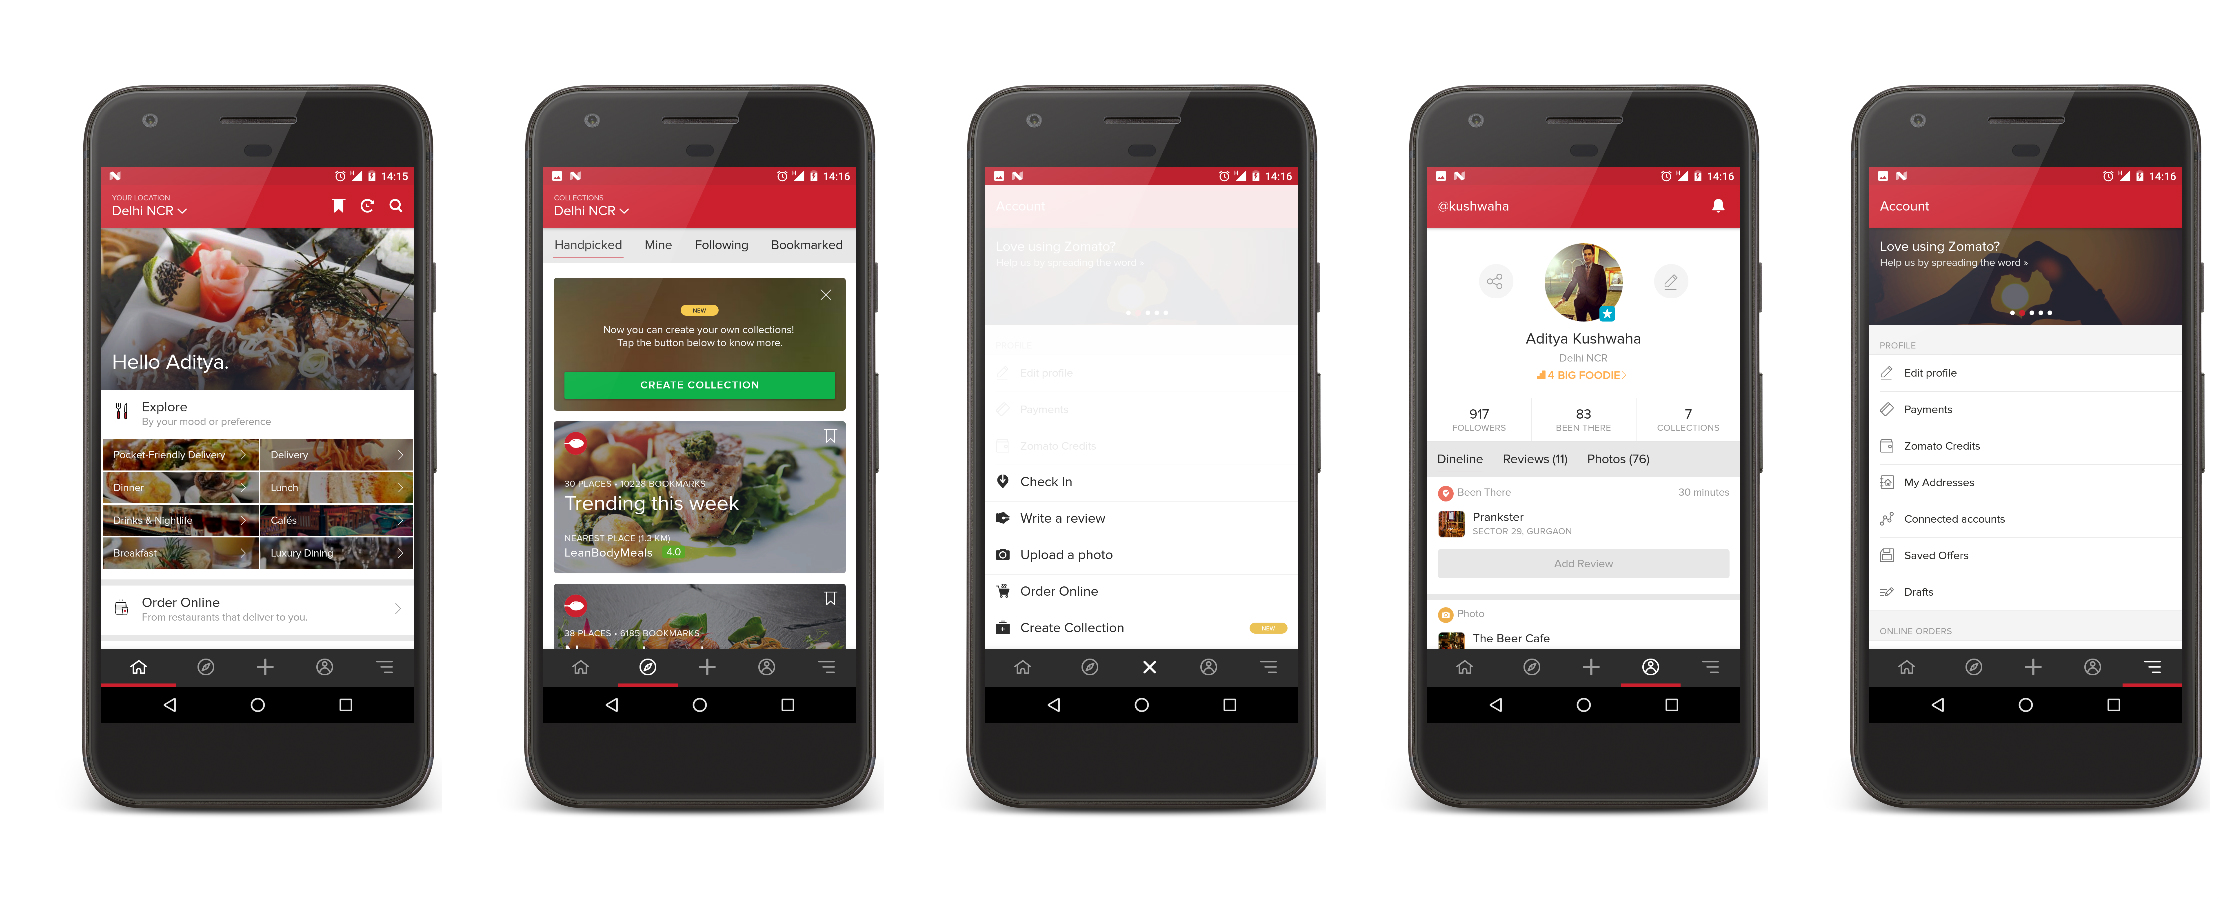 14:15
YOUR LOCATION
Delhi NCR
Hello Aditya.
Explore
By your mood or preference
Pocket-Friendly Delivery
Delivery
Dinner
Lunch
Drinks & Nightlife
Cafés
Breakfast
Luxury Dining
Order Online
From restaurants that deliver to you.
14:16
COLLECTIONS
Delhi NCR
Handpicked Mine Following Bookmarked
NEW
Now you can create your own collections!
Tap the button below to know more.
CREATE COLLECTION
30 PLACES • 10228 BOOKMARKS
Trending this week
NEAREST PLACE (1.3 KM)
LeanBodyMeals 4.0
38 PLACES • 6185 BOOKMARKS
14:16
Account
Love using Zomato?
Help us by spreading the word »
PROFILE
Edit profile
Payments
Zomato Credits
Check In
Write a review
Upload a photo
Order Online
Create Collection NEW
14:16
@kushwaha
Aditya Kushwaha
Delhi NCR
4 BIG FOODIE
917 83 7
FOLLOWERS BEEN THERE COLLECTIONS
Dineline Reviews (11) Photos (76)
Been There 30 minutes
Prankster
SECTOR 29, GURGAON
Add Review
Photo
The Beer Cafe
14:16
Account
Love using Zomato?
Help us by spreading the word »
PROFILE
Edit profile
Payments
Zomato Credits
My Addresses
Connected accounts
Saved Offers
Drafts
ONLINE ORDERS